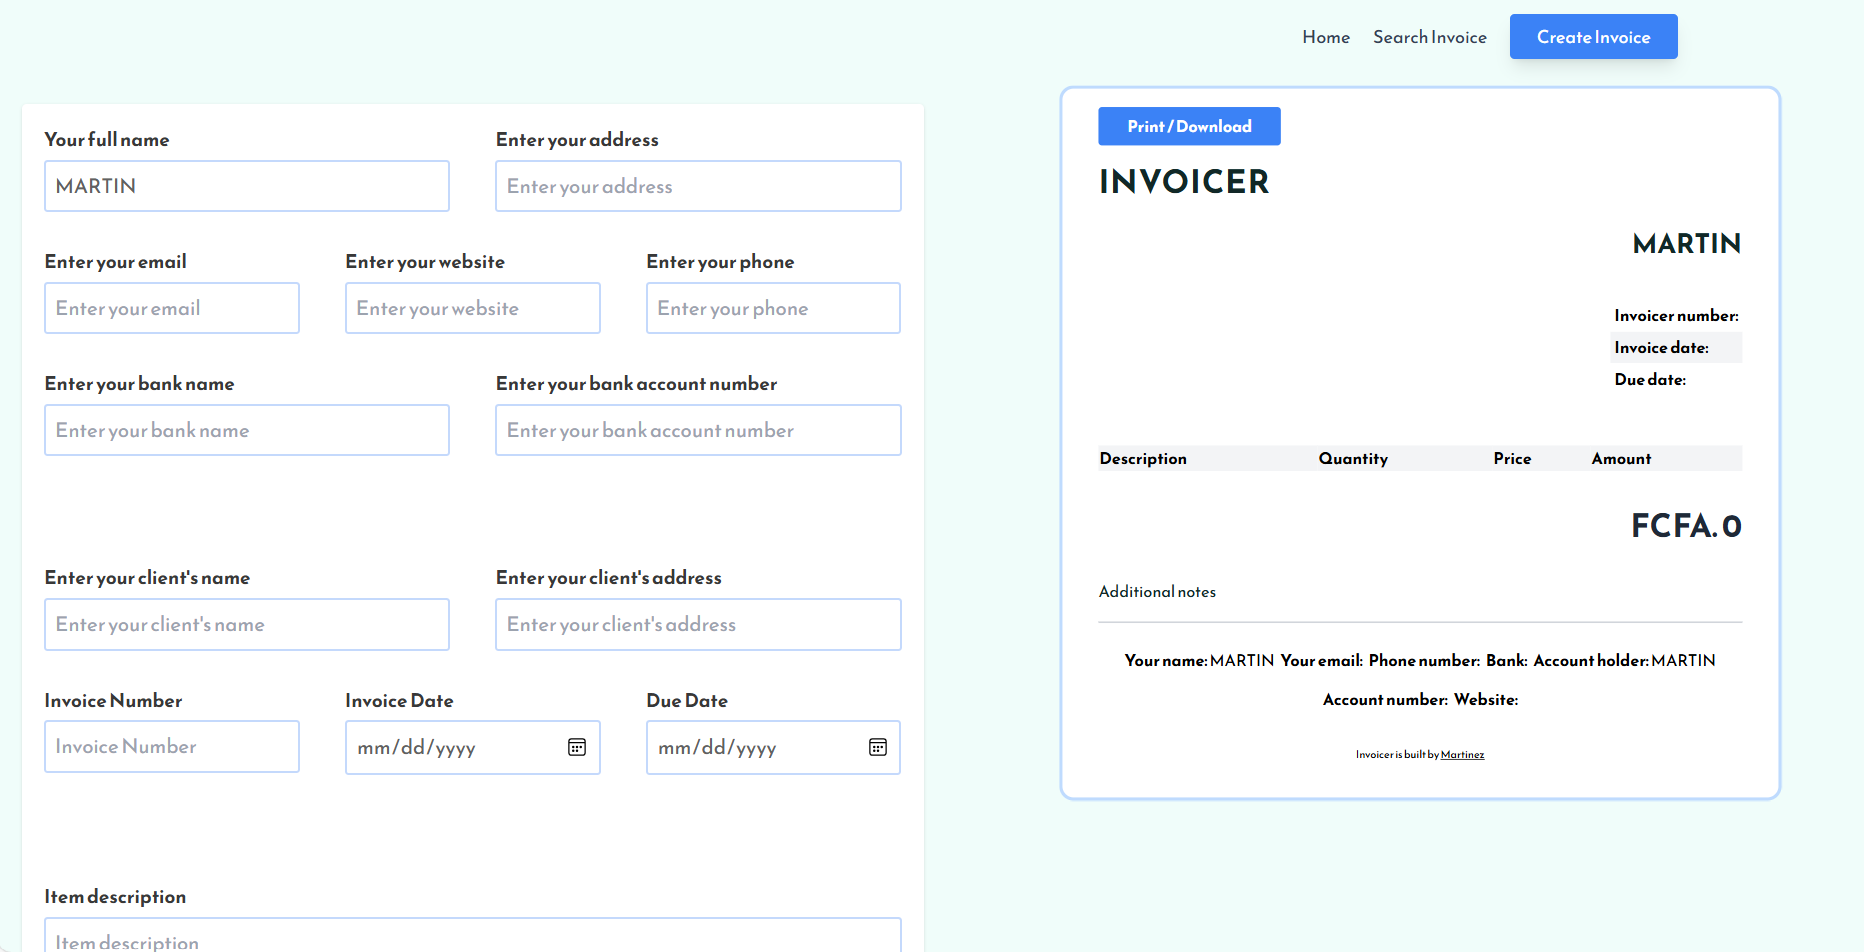 Home Search Invoice Create Invoice
Your full name Enter your address
MARTIN Enter your address
Enter your email Enter your website Enter your phone
Enter your email Enter your website Enter your phone
Enter your bank name Enter your bank account number
Enter your bank name Enter your bank account number
Enter your client's name Enter your client's address
Enter your client's name Enter your client's address
Invoice Number Invoice Date Due Date
Invoice Number mm/dd/yyyy mm/dd/yyyy
Item description
Item description
Print / Download
INVOICER
MARTIN
Invoicer number:
Invoice date:
Due date:
Description Quantity Price Amount
FCFA. 0
Additional notes
Your name: MARTIN Your email: Phone number: Bank: Account holder: MARTIN
Account number: Website:
Invoicer is built by Martinez